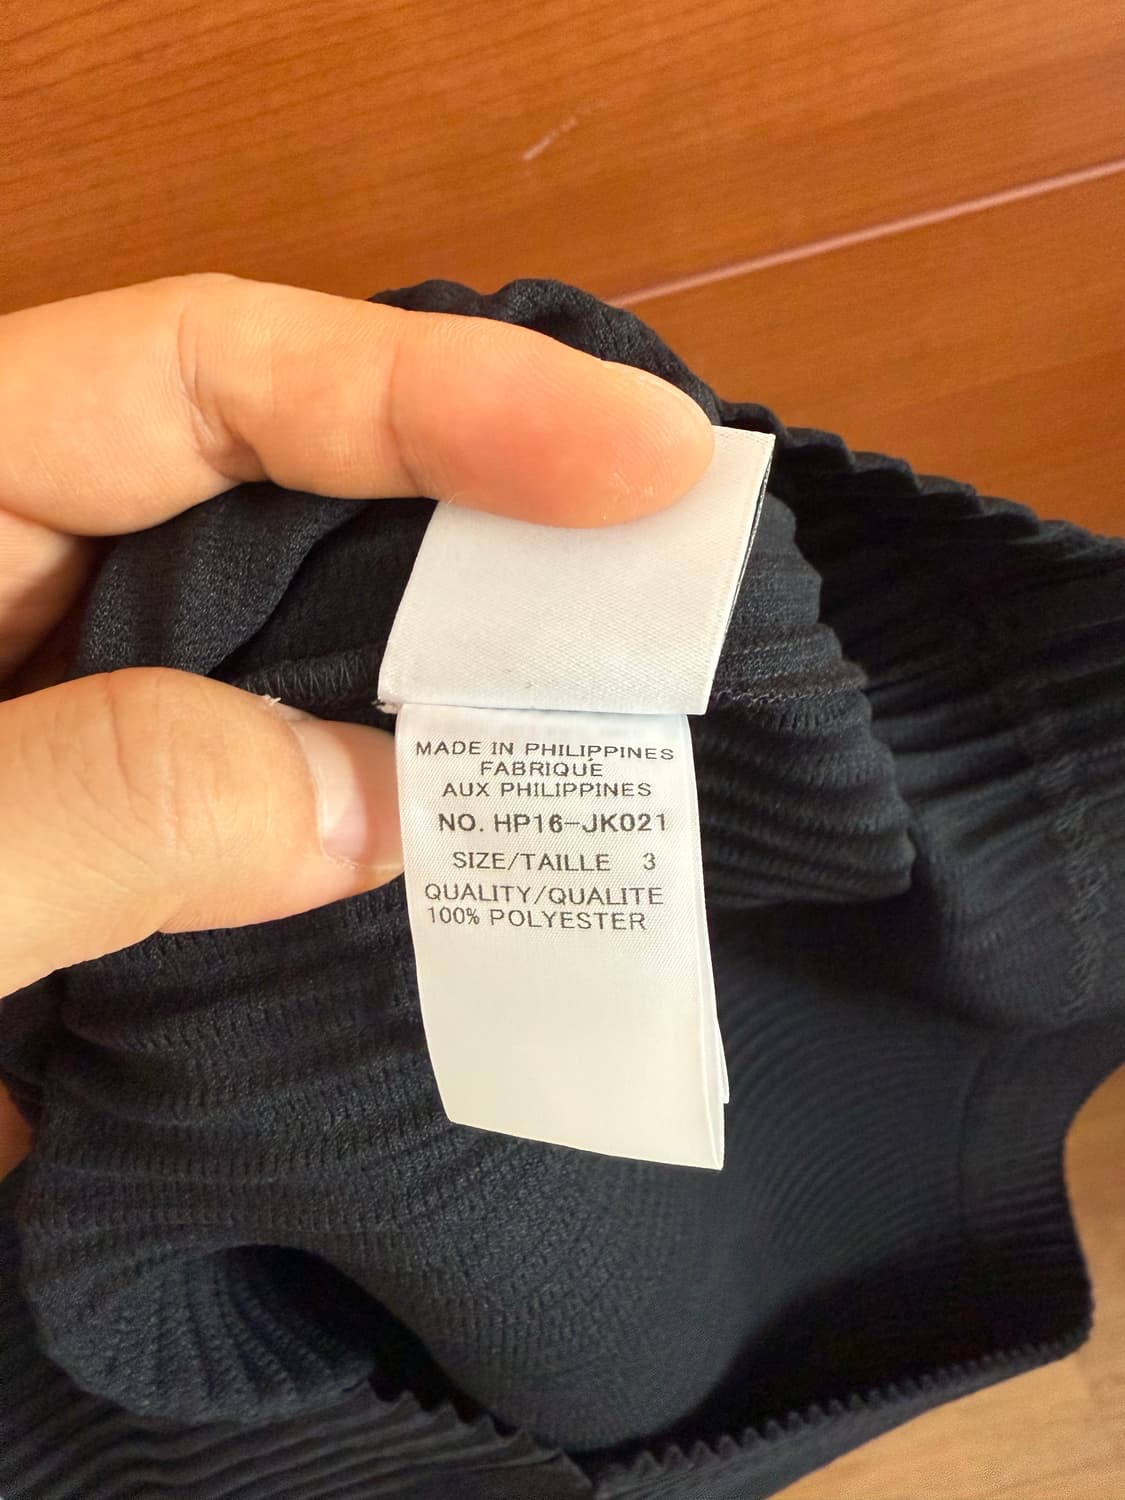 MADE IN PHILIPPINES
FABRIQUÉ
AUX PHILIPPINES
NO. HP16-JK021
SIZE/TAILLE 3
QUALITY/QUALITE
100% POLYESTER